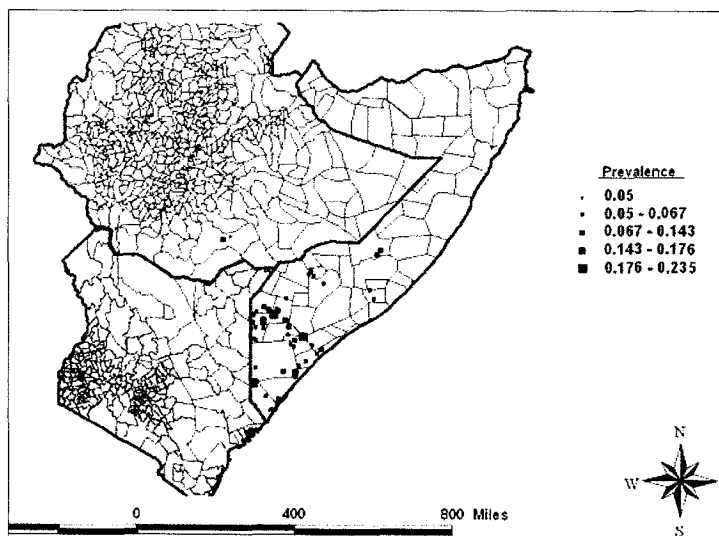 Prevalence
0.05
0.05 - 0.067
0.067 - 0.143
0.143 - 0.176
0.176 - 0.235
N
W
S
0 400 800 Miles